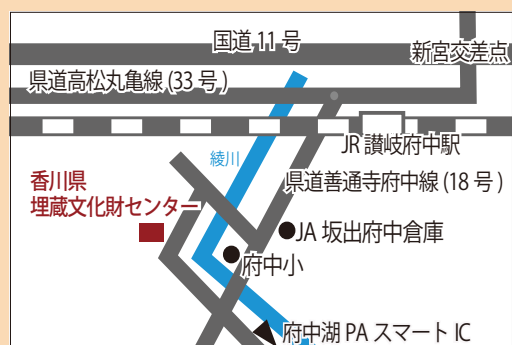 国道 11 号
新宮交差点
県道高松丸亀線 (33 号 )
JR 讃岐府中駅
綾川
香川県
埋蔵文化財センター
県道善通寺府中線 (18 号 )
JA 坂出府中倉庫
府中小
府中湖 PA スマート IC